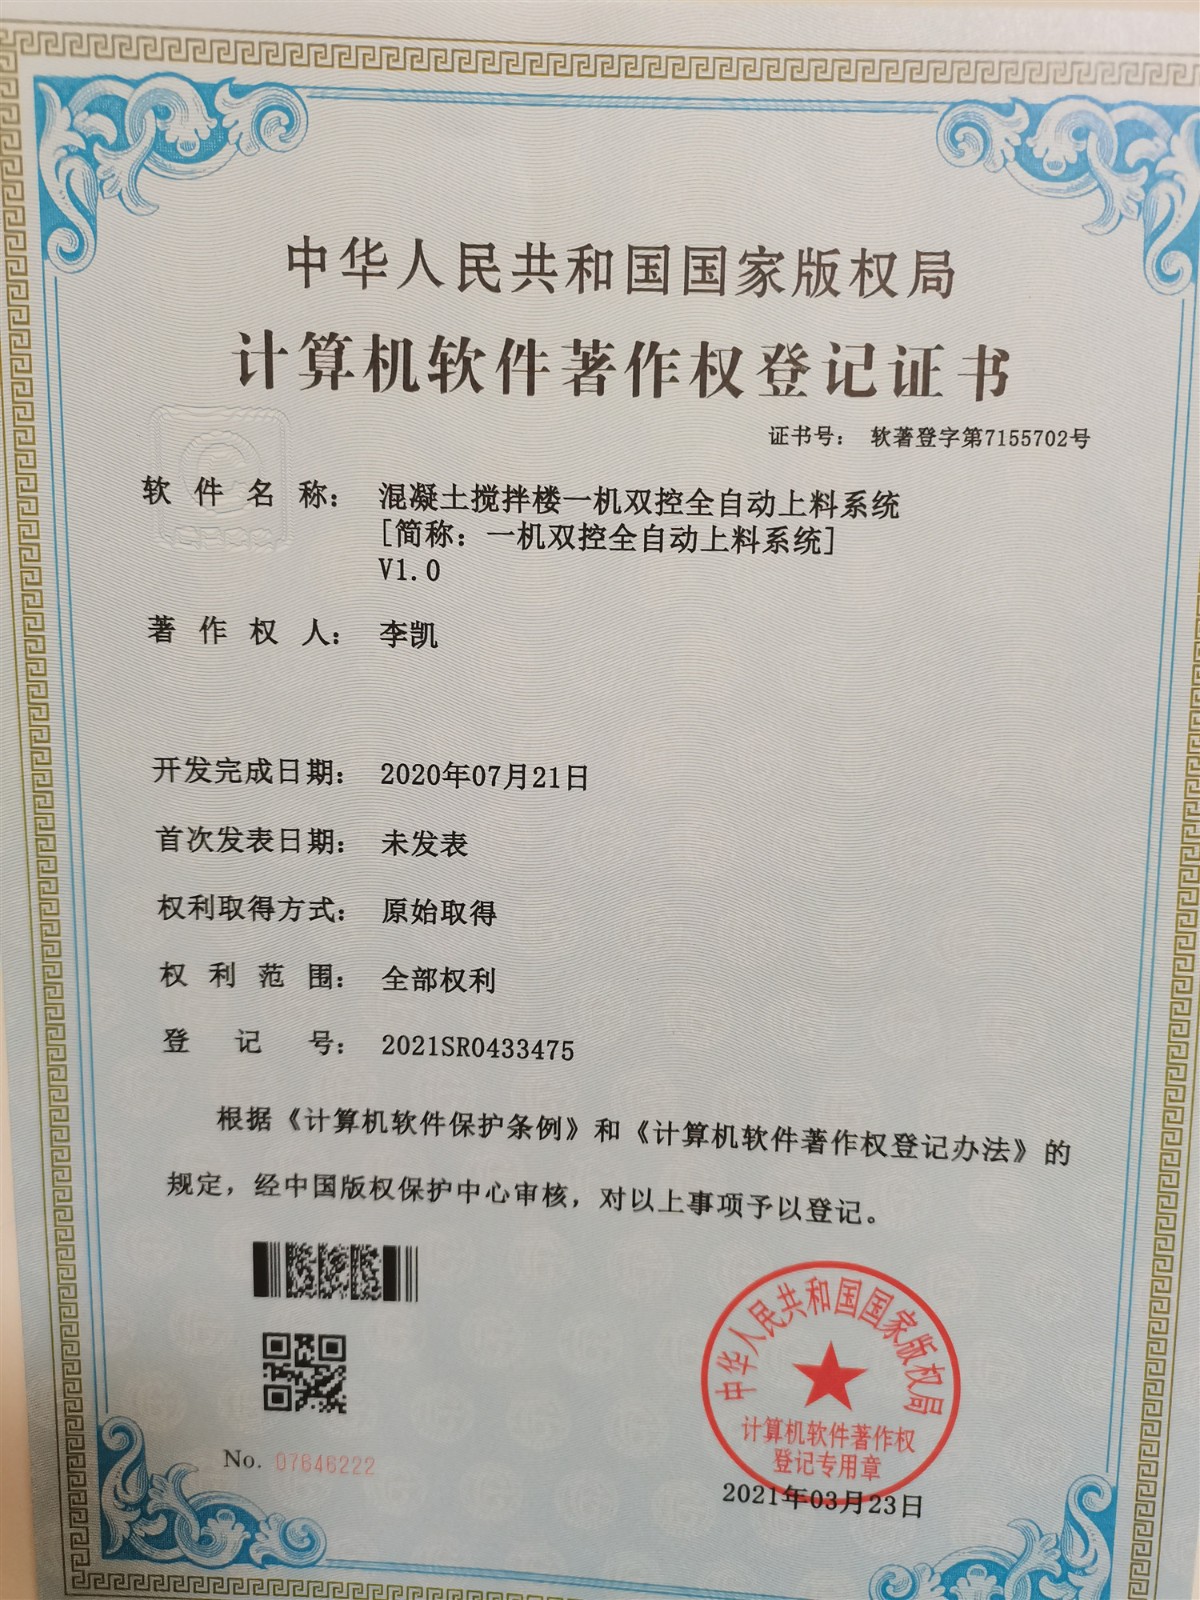 中华人民共和国国家版权局
计算机软件著作权登记证书
证书号： 软著登字第7155702号
软件名称： 混凝土搅拌楼一机双控全自动上料系统
[简称：一机双控全自动上料系统]
V1.0
著作权人： 李凯
开发完成日期： 2020年07月21日
首次发表日期： 未发表
权利取得方式： 原始取得
权利范围： 全部权利
登记号： 2021SR0433475
根据《计算机软件保护条例》和《计算机软件著作权登记办法》的
规定，经中国版权保护中心审核，对以上事项予以登记。
中华人民共和国国家版权局
计算机软件著作权
登记专用章
No. 07646222
2021年03月23日